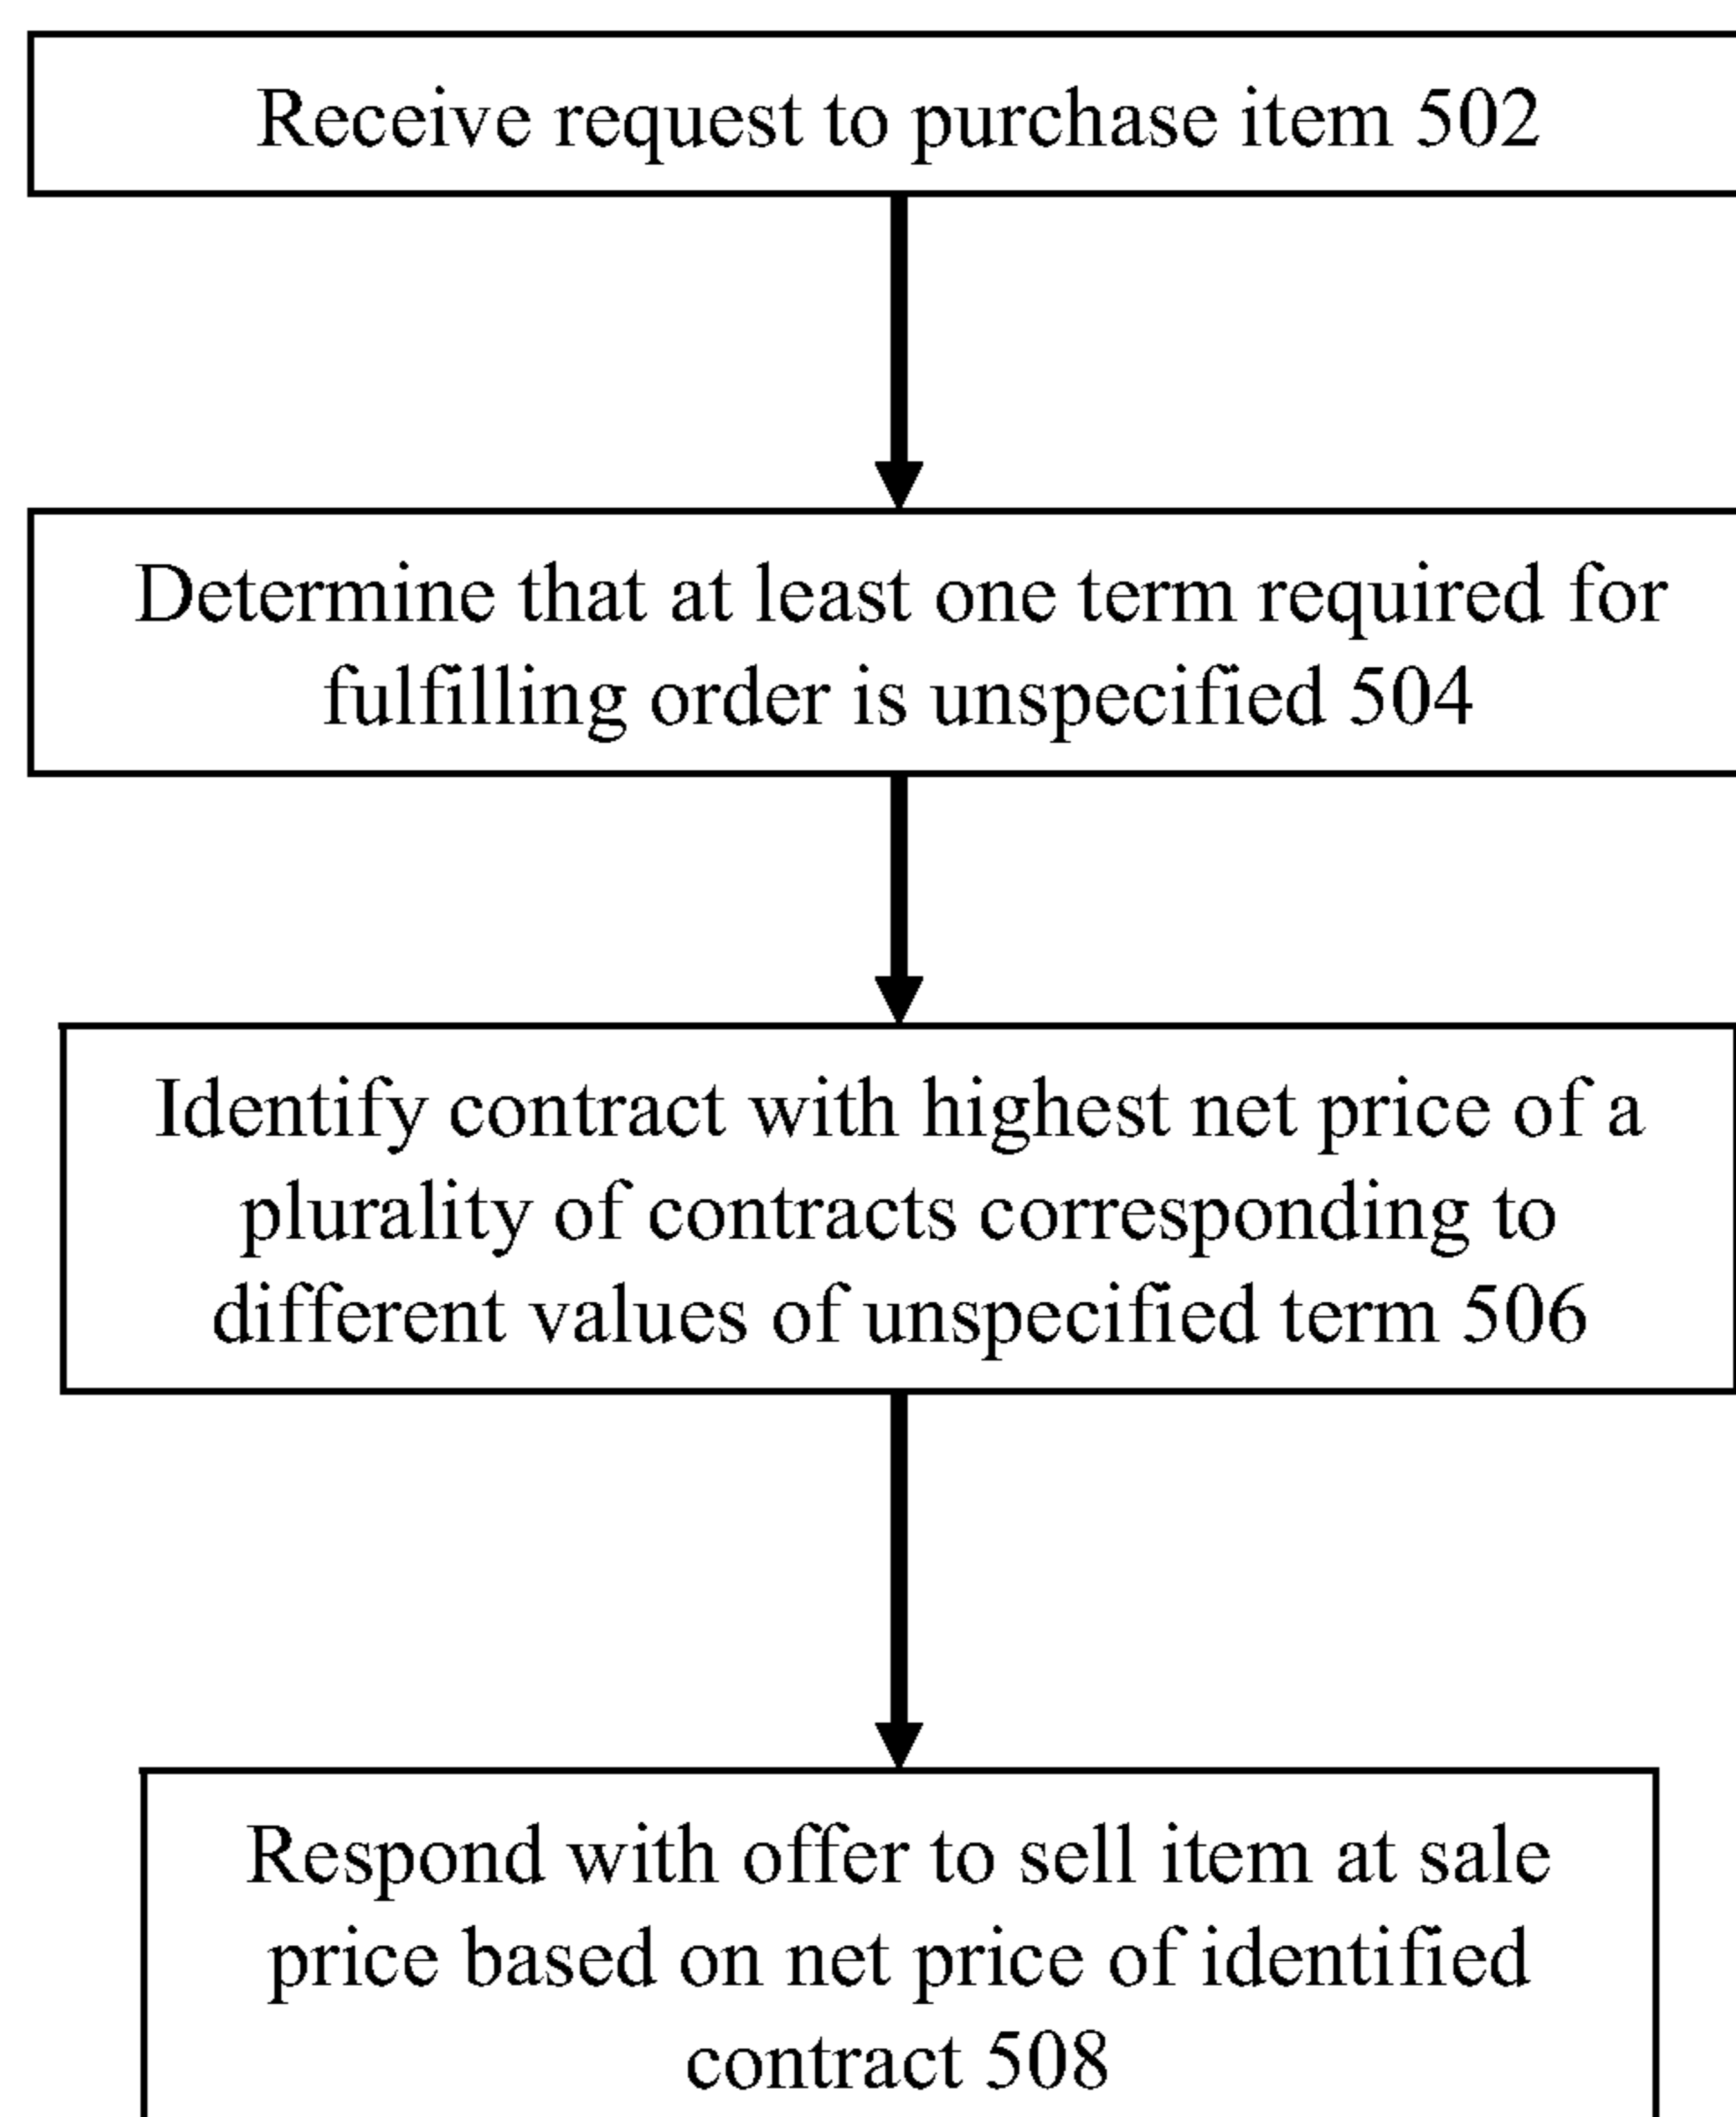 Receive request to purchase item 502
Determine that at least one term required for
fulfilling order is unspecified 504
Identify contract with highest net price of a
plurality of contracts corresponding to
different values of unspecified term 506
Respond with offer to sell item at sale
price based on net price of identified
contract 508